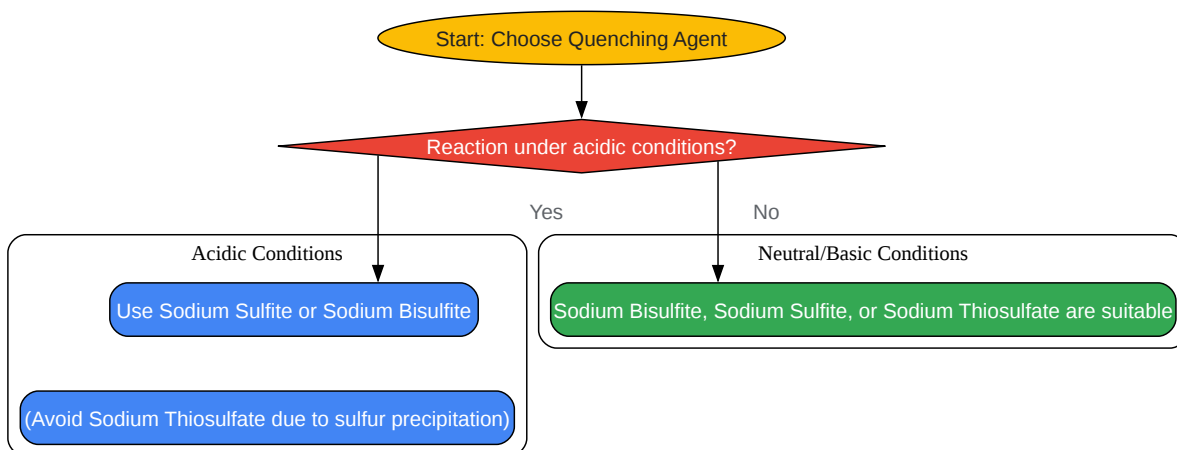 Start: Choose Quenching Agent
Reaction under acidic conditions?
Yes
No
Acidic Conditions
Neutral/Basic Conditions
Use Sodium Sulfite or Sodium Bisulfite
Sodium Bisulfite, Sodium Sulfite, or Sodium Thiosulfate are suitable
(Avoid Sodium Thiosulfate due to sulfur precipitation)